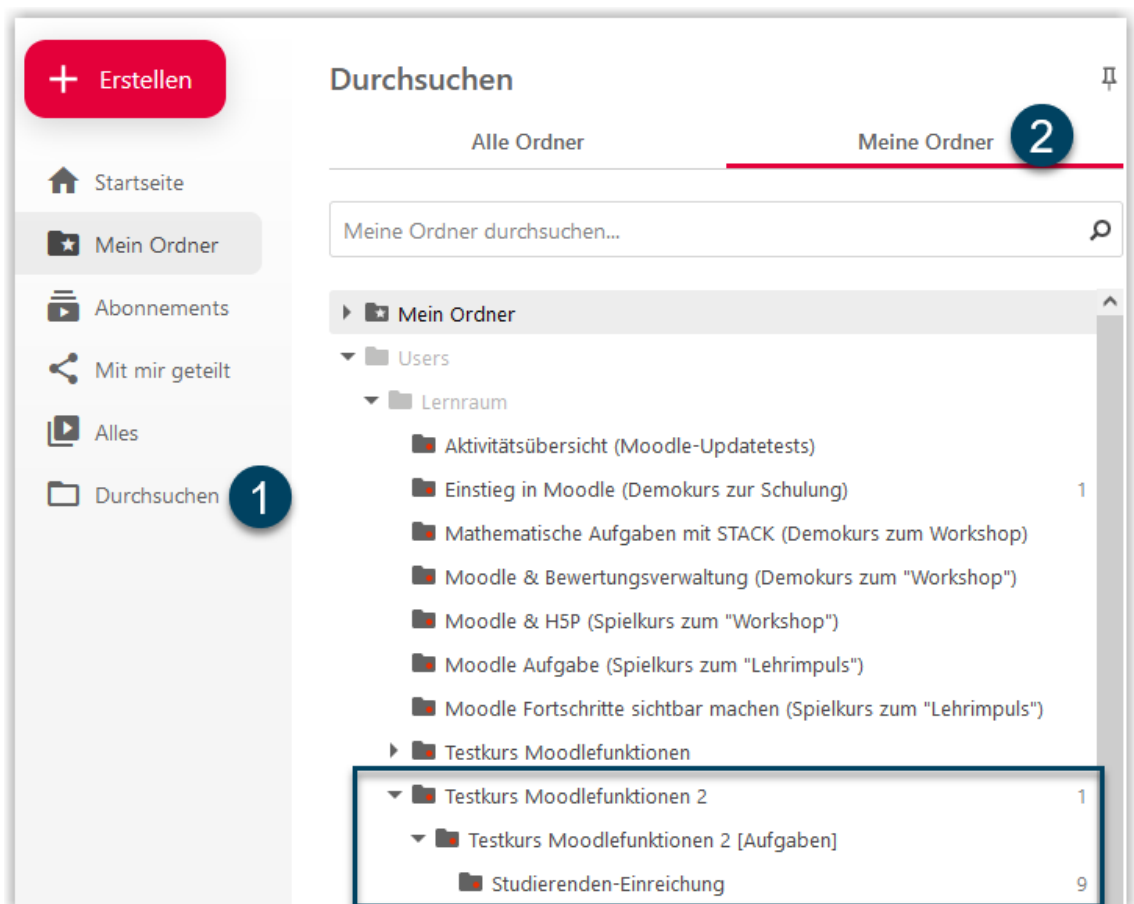 Erstellen
Startseite
Mein Ordner
Abonnements
Mit mir geteilt
Alles
Durchsuchen 1
Durchsuchen
Alle Ordner
Meine Ordner 2
Meine Ordner durchsuchen...
Mein Ordner
Users
Lernraum
Aktivitätsübersicht (Moodle-Updatetests)
Einstieg in Moodle (Demokurs zur Schulung) 1
Mathematische Aufgaben mit STACK (Demokurs zum Workshop)
Moodle & Bewertungsverwaltung (Demokurs zum "Workshop")
Moodle & H5P (Spielkurs zum "Workshop")
Moodle Aufgabe (Spielkurs zum "Lehrimpuls")
Moodle Fortschritte sichtbar machen (Spielkurs zum "Lehrimpuls")
Testkurs Moodlefunktionen
Testkurs Moodlefunktionen 2 1
Testkurs Moodlefunktionen 2 [Aufgaben]
Studierenden-Einreichung 9